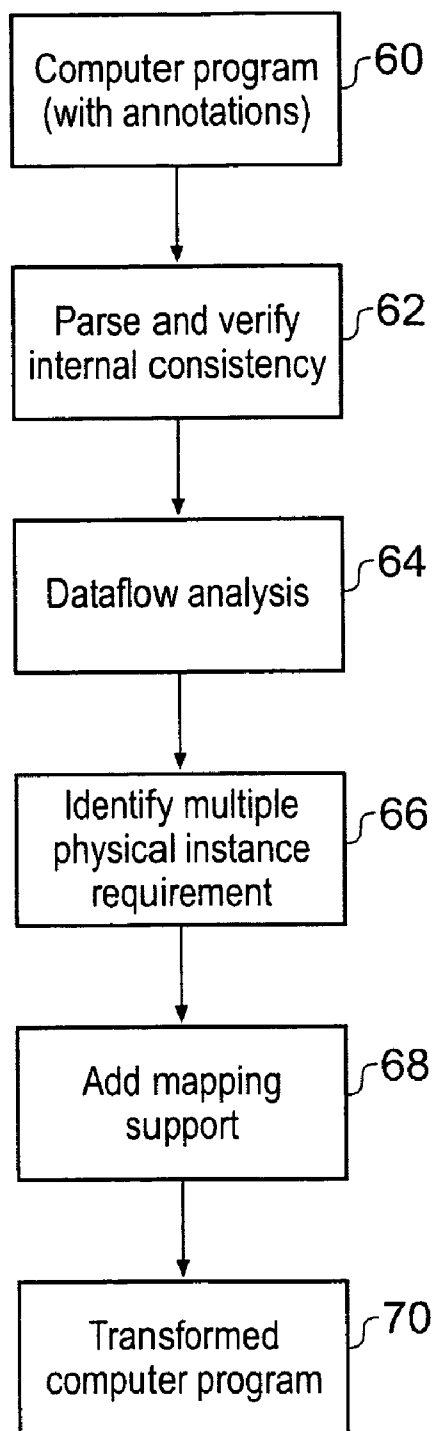 Computer program
(with annotations)
60
Parse and verify
internal consistency
62
Dataflow analysis
64
Identify multiple
physical instance
requirement
66
Add mapping
support
68
Transformed
computer program
70